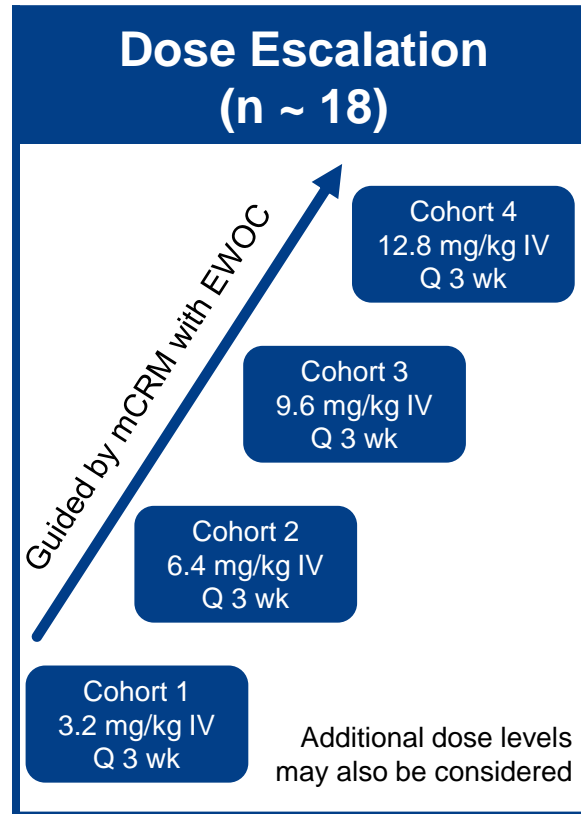 Dose Escalation
(n ~ 18)
Guided by mCRM with EWOC
Cohort 4
12.8 mg/kg IV
Q 3 wk
Cohort 3
9.6 mg/kg IV
Q 3 wk
Cohort 2
6.4 mg/kg IV
Q 3 wk
Cohort 1
3.2 mg/kg IV
Q 3 wk
Additional dose levels
may also be considered